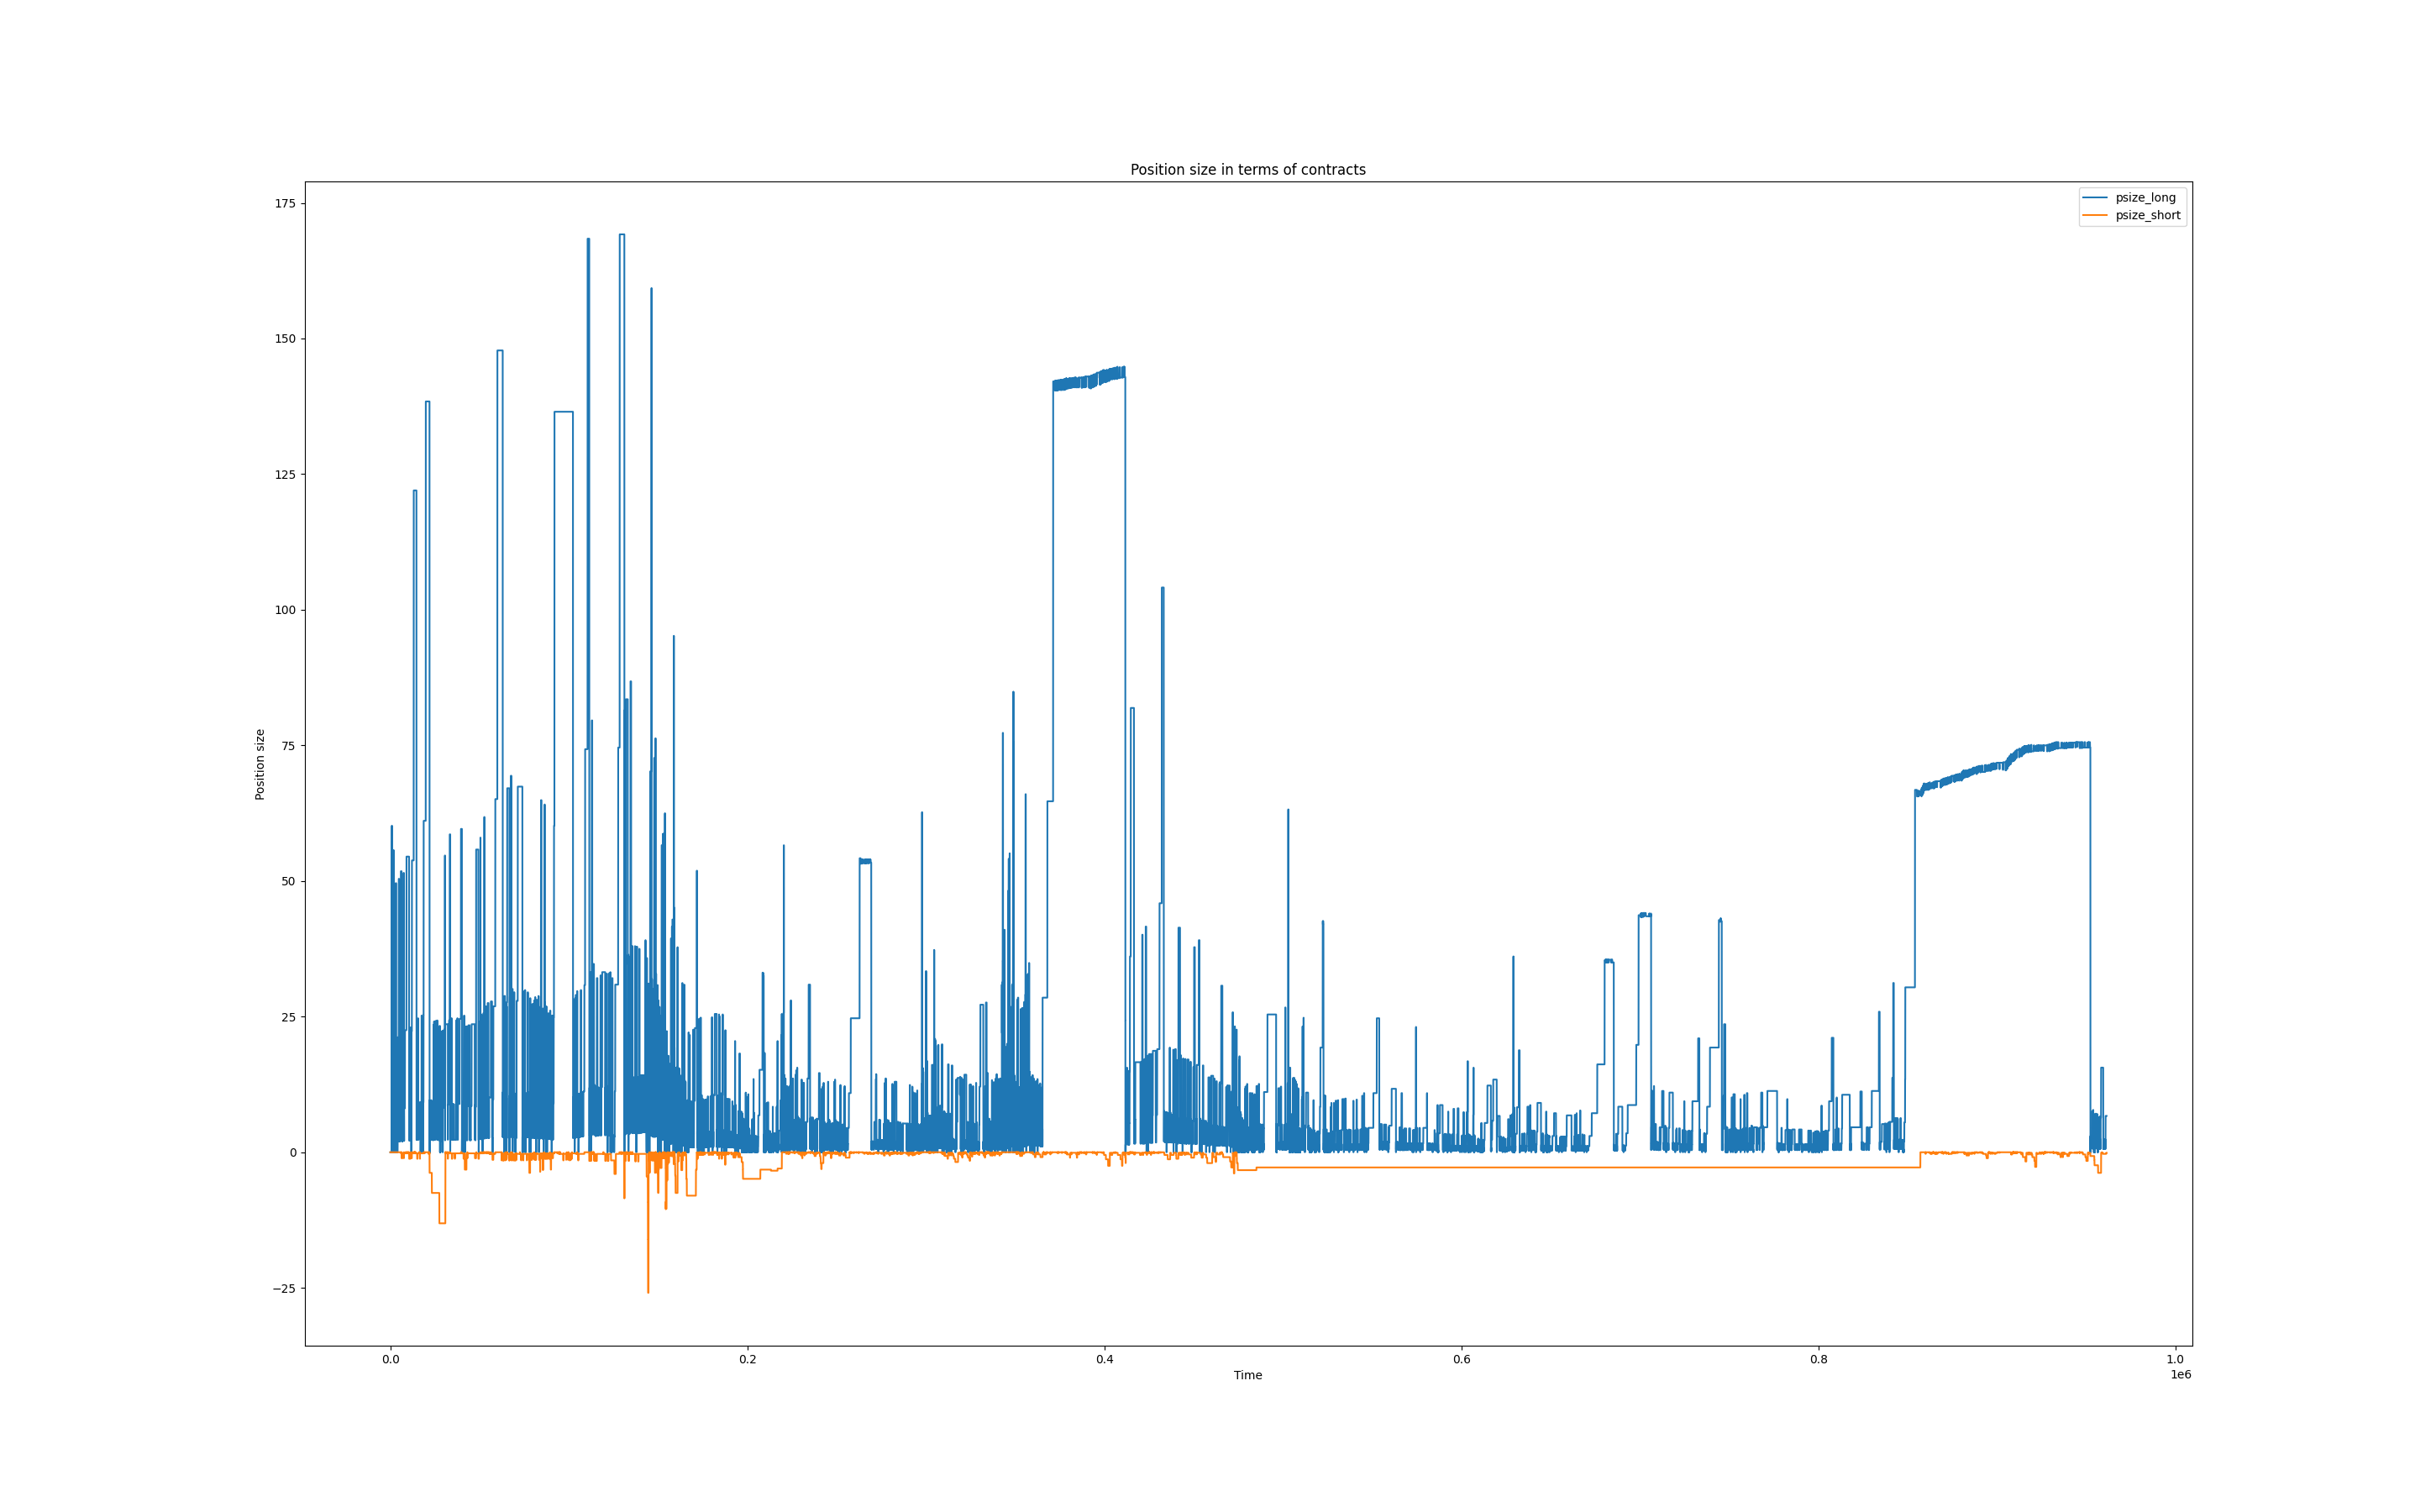 Position size in terms of contracts
psize_long
psize_short
175
150
125
100
75
50
25
0
−25
Position size
0.0
0.2
0.4
0.6
0.8
1.0
1e6
Time